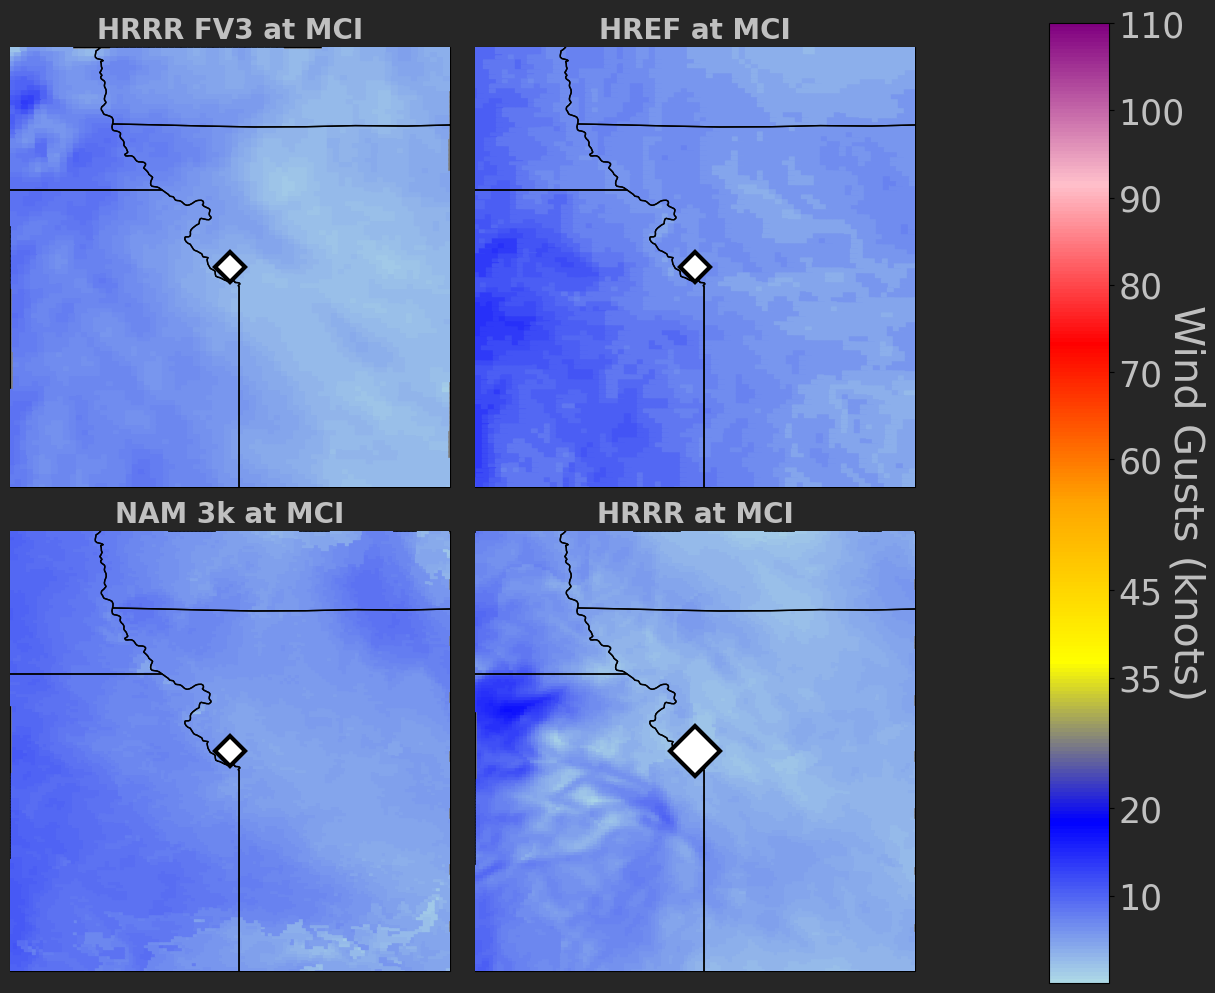 HRRR FV3 at MCI
HREF at MCI
NAM 3k at MCI
HRRR at MCI
110
100
90
80
70
60
45
35
20
10
Wind Gusts (knots)